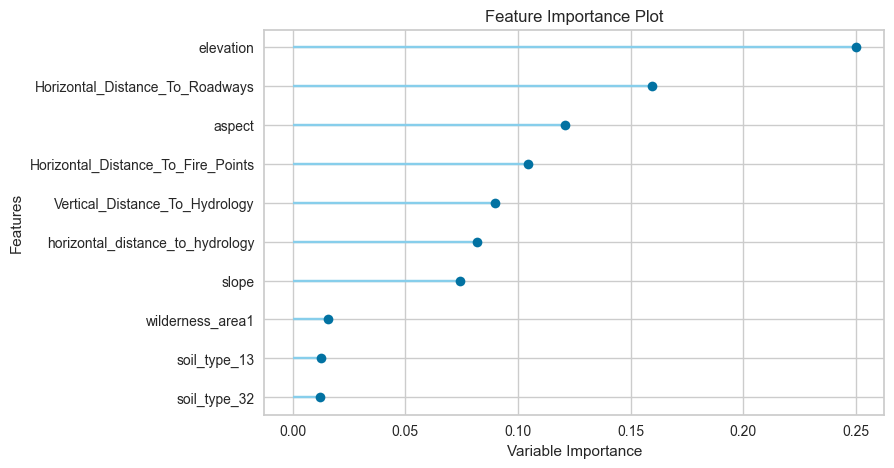 Feature Importance Plot
Features
elevation
Horizontal_Distance_To_Roadways
aspect
Horizontal_Distance_To_Fire_Points
Vertical_Distance_To_Hydrology
horizontal_distance_to_hydrology
slope
wilderness_area1
soil_type_13
soil_type_32
0.00 0.05 0.10 0.15 0.20 0.25
Variable Importance